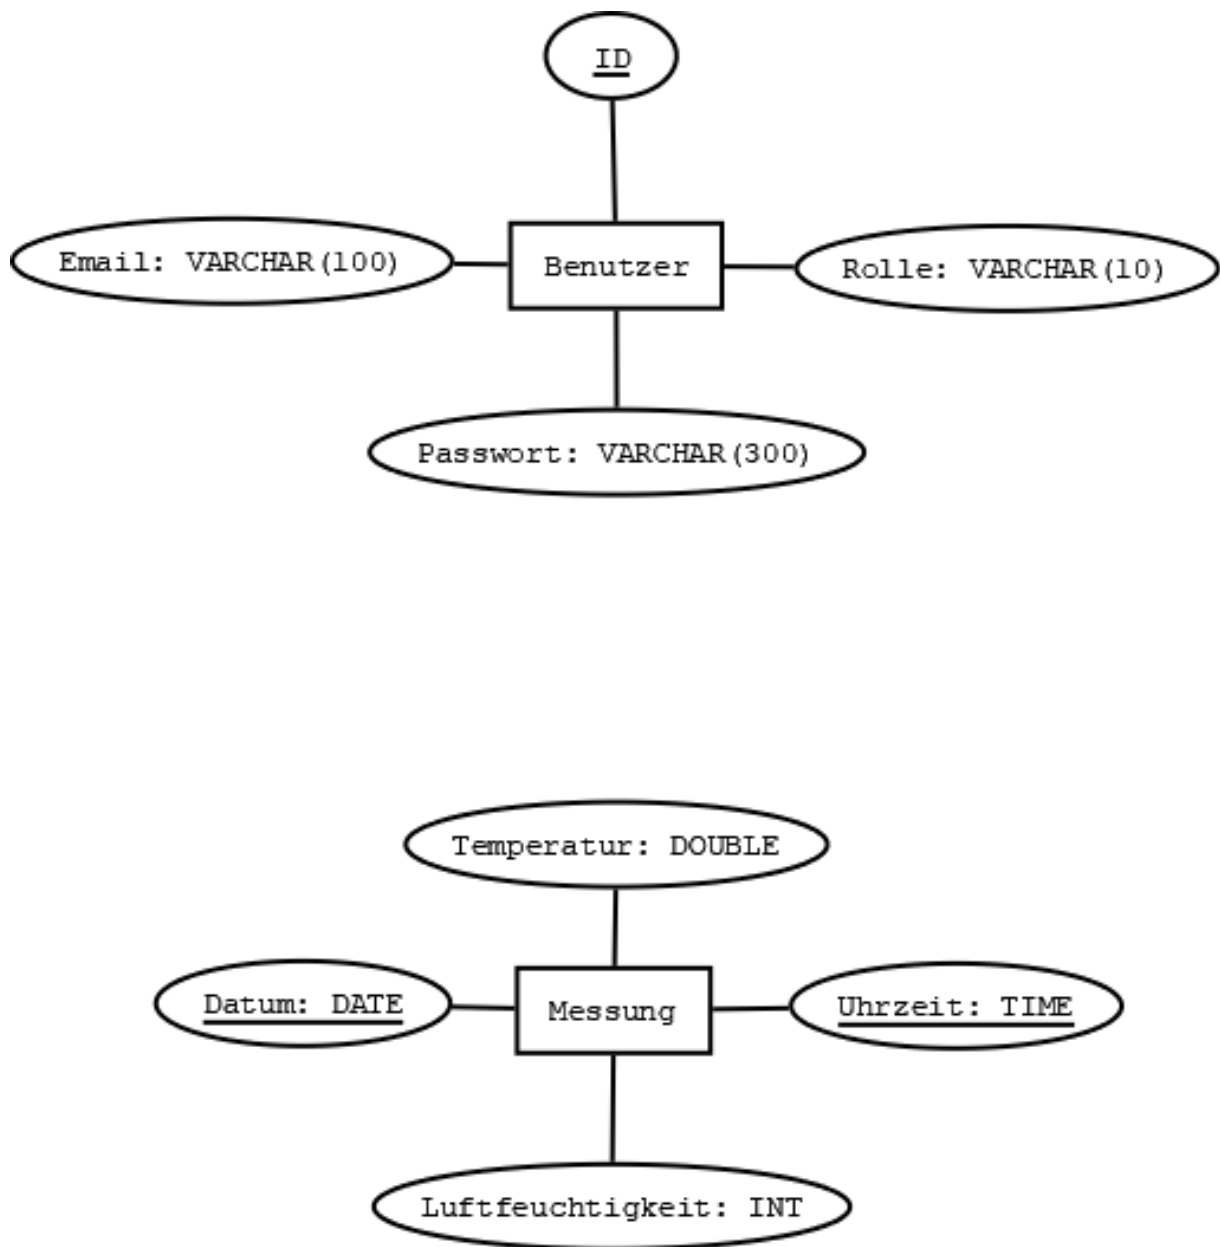 ID
Email: VARCHAR(100)
Benutzer
Rolle: VARCHAR(10)
Passwort: VARCHAR(300)
Temperatur: DOUBLE
Datum: DATE
Messung
Uhrzeit: TIME
Luftfeuchtigkeit: INT